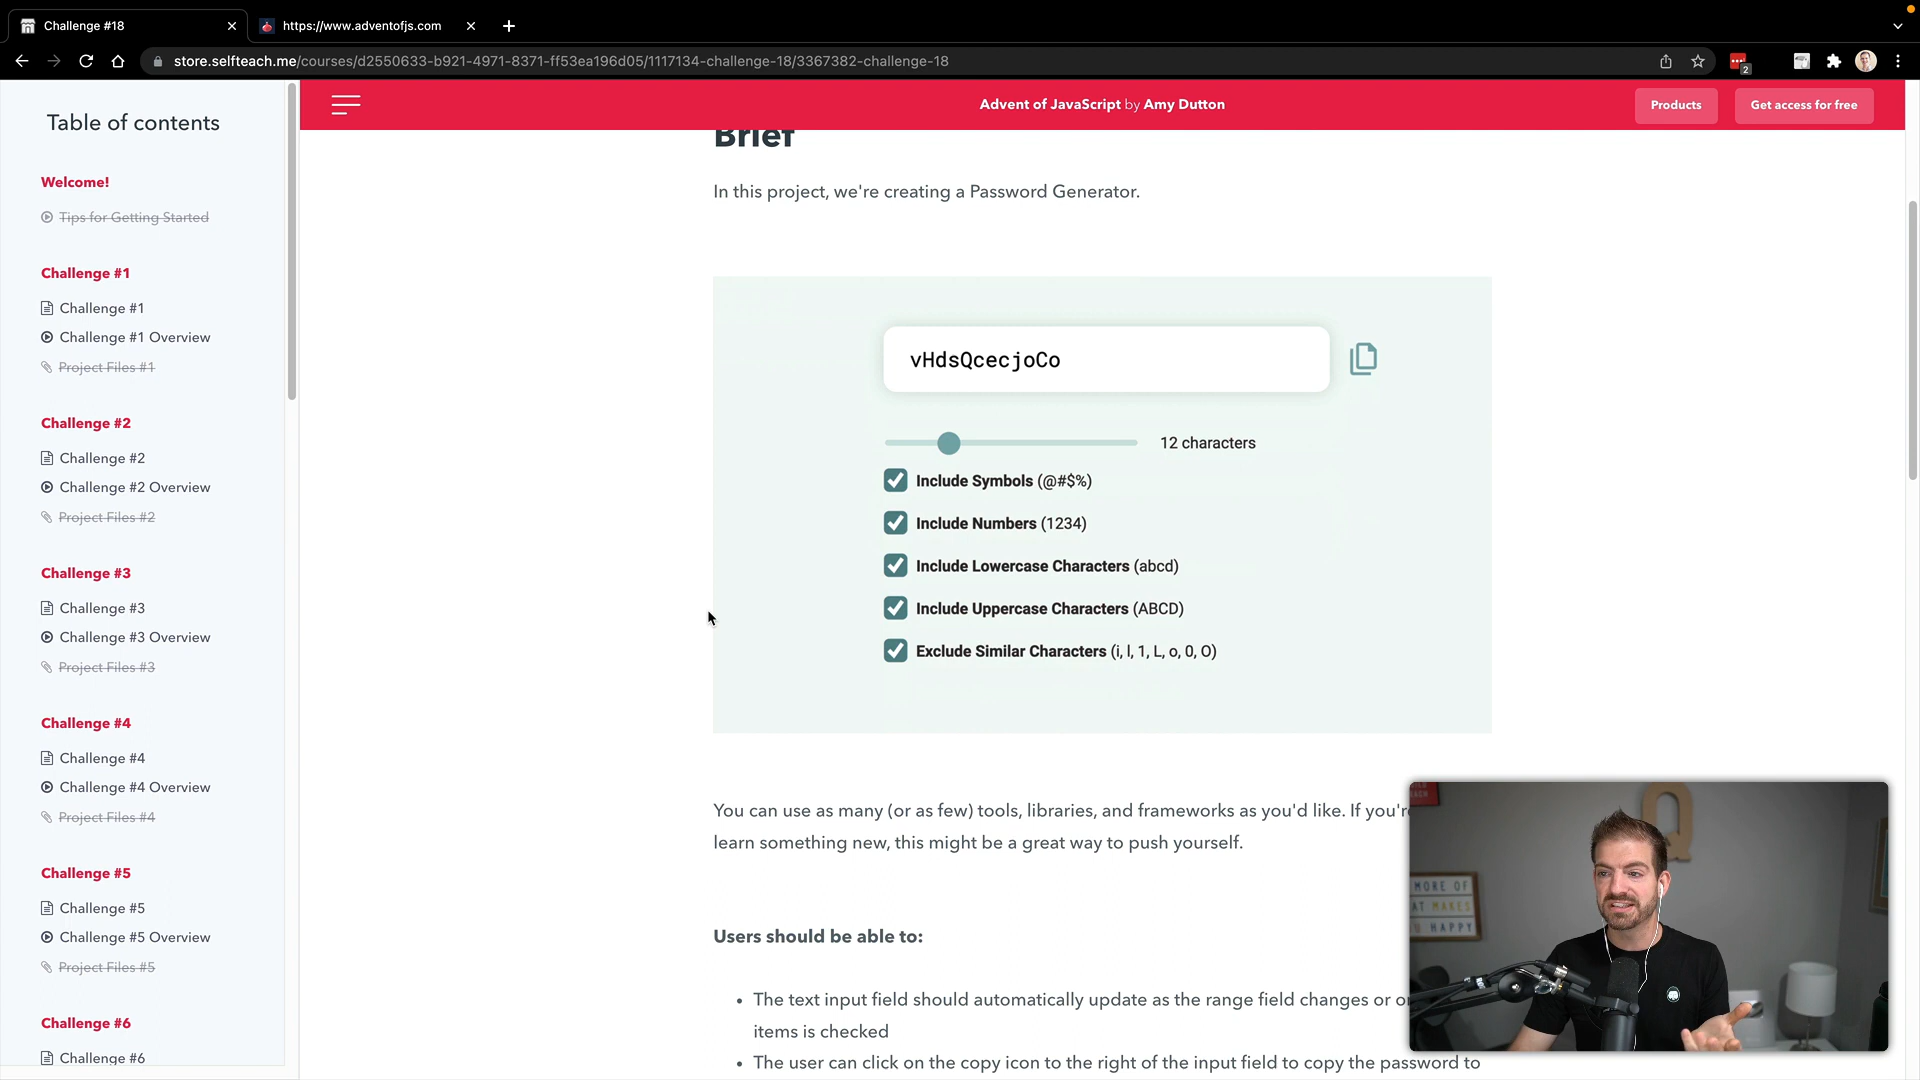 Challenge #18
https://www.adventofjs.com
store.selfteach.me/courses/d2550633-b921-4971-8371-ff53ea196d05/1117134-challenge-18/3367382-challenge-18
2
Table of contents
Welcome!
Tips for Getting Started
Challenge #1
Challenge #1
Challenge #1 Overview
Project Files #1
Challenge #2
Challenge #2
Challenge #2 Overview
Project Files #2
Challenge #3
Challenge #3
Challenge #3 Overview
Project Files #3
Challenge #4
Challenge #4
Challenge #4 Overview
Project Files #4
Challenge #5
Challenge #5
Challenge #5 Overview
Project Files #5
Challenge #6
Challenge #6
Advent of JavaScript by Amy Dutton
Products
Get access for free
Brief
In this project, we're creating a Password Generator.
vHdsQcecjoCo
12 characters
Include Symbols (@#$%)
Include Numbers (1234)
Include Lowercase Characters (abcd)
Include Uppercase Characters (ABCD)
Exclude Similar Characters (i, l, 1, L, o, 0, O)
You can use as many (or as few) tools, libraries, and frameworks as you'd like. If you'r
learn something new, this might be a great way to push yourself.
Users should be able to:
• The text input field should automatically update as the range field changes or o
items is checked
• The user can click on the copy icon to the right of the input field to copy the password to
MORE OF
AT MAKES
U HAPPY
Q